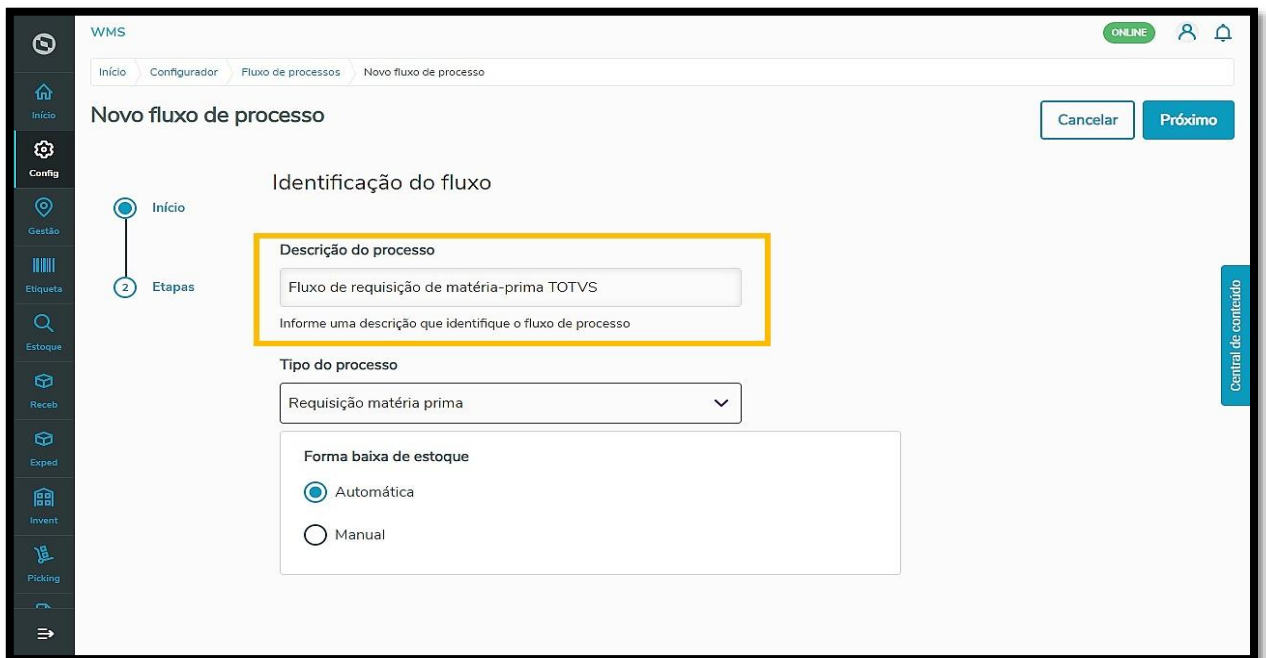 WMS
ONLINE
Início
Configurador
Fluxo de processos
Novo fluxo de processo
Novo fluxo de processo
Cancelar
Próximo
Início
Config
Gestão
Etiqueta
Estoque
Receb
Exped
Invent
Picking
Início
2
Etapas
Identificação do fluxo
Descrição do processo
Fluxo de requisição de matéria-prima TOTVS
Informe uma descrição que identifique o fluxo de processo
Tipo do processo
Requisição matéria prima
Forma baixa de estoque
Automática
Manual
Central de conteúdo